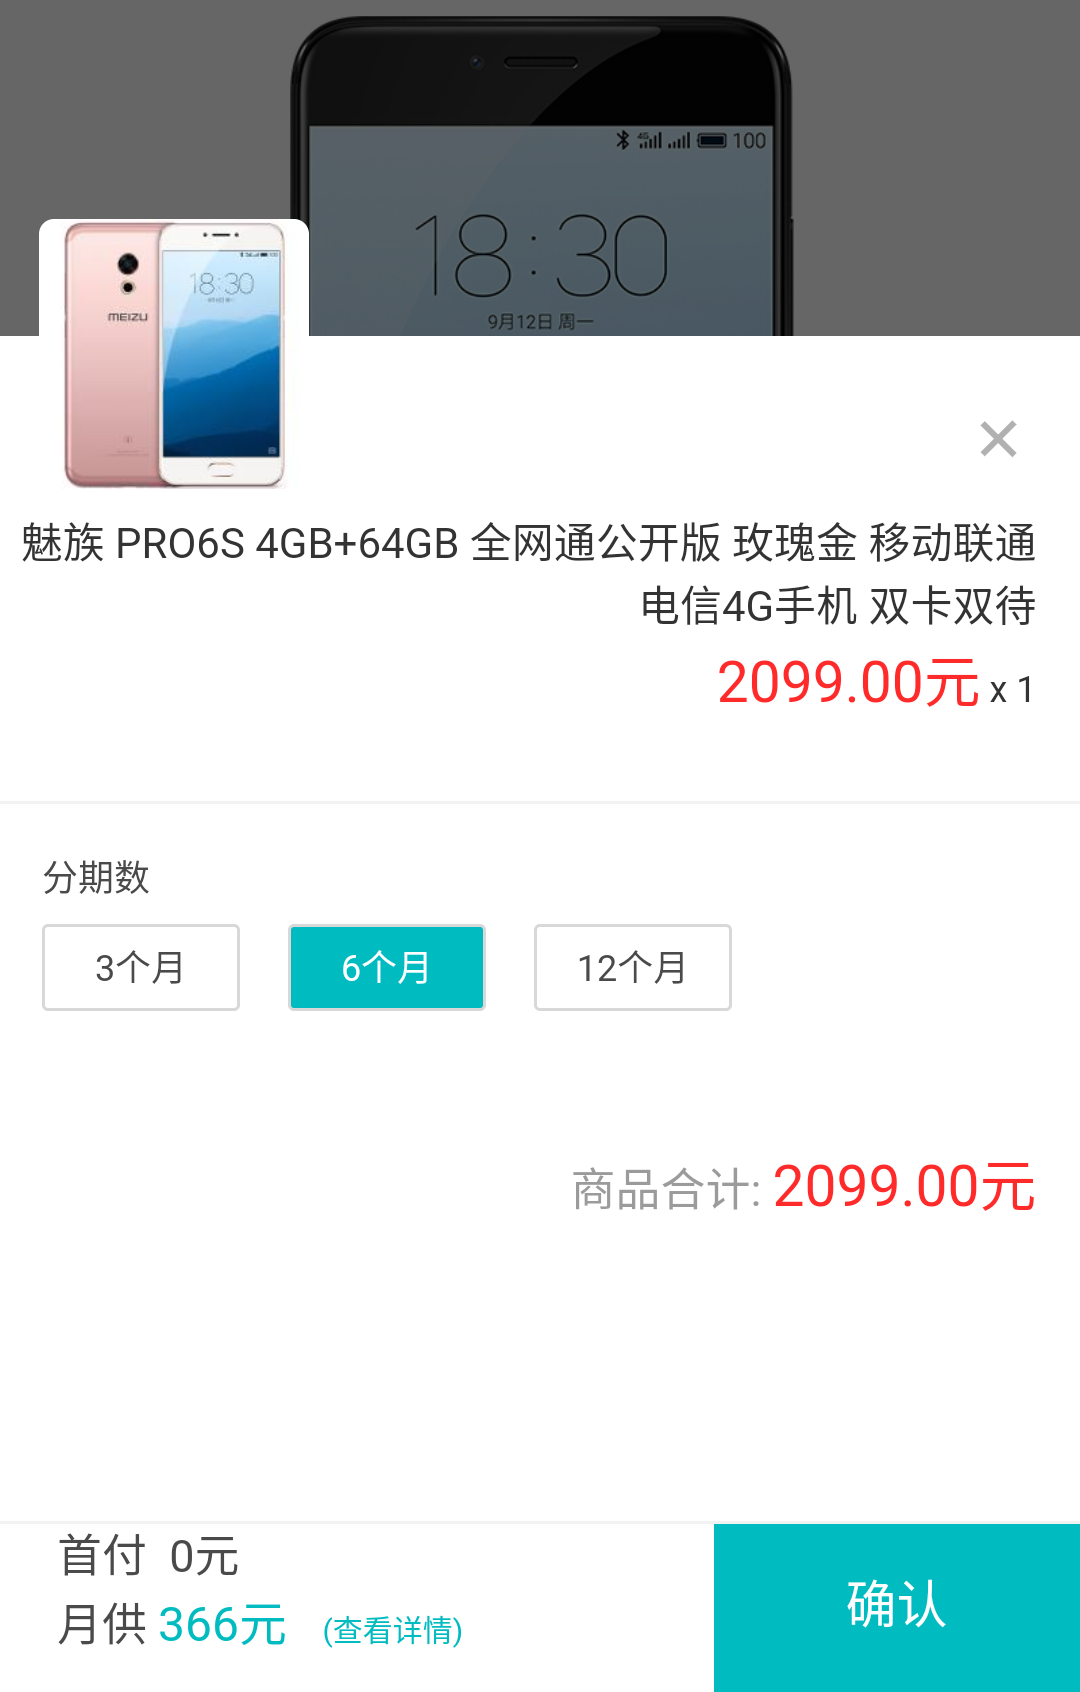 100
18:30
9月12日 周一
18:30
MEIZU
魅族 PRO6S 4GB+64GB 全网通公开版 玫瑰金 移动联通
电信4G手机 双卡双待
2099.00元 x 1
分期数
3个月
6个月
12个月
商品合计: 2099.00元
首付 0元
月供 366元 (查看详情)
确认